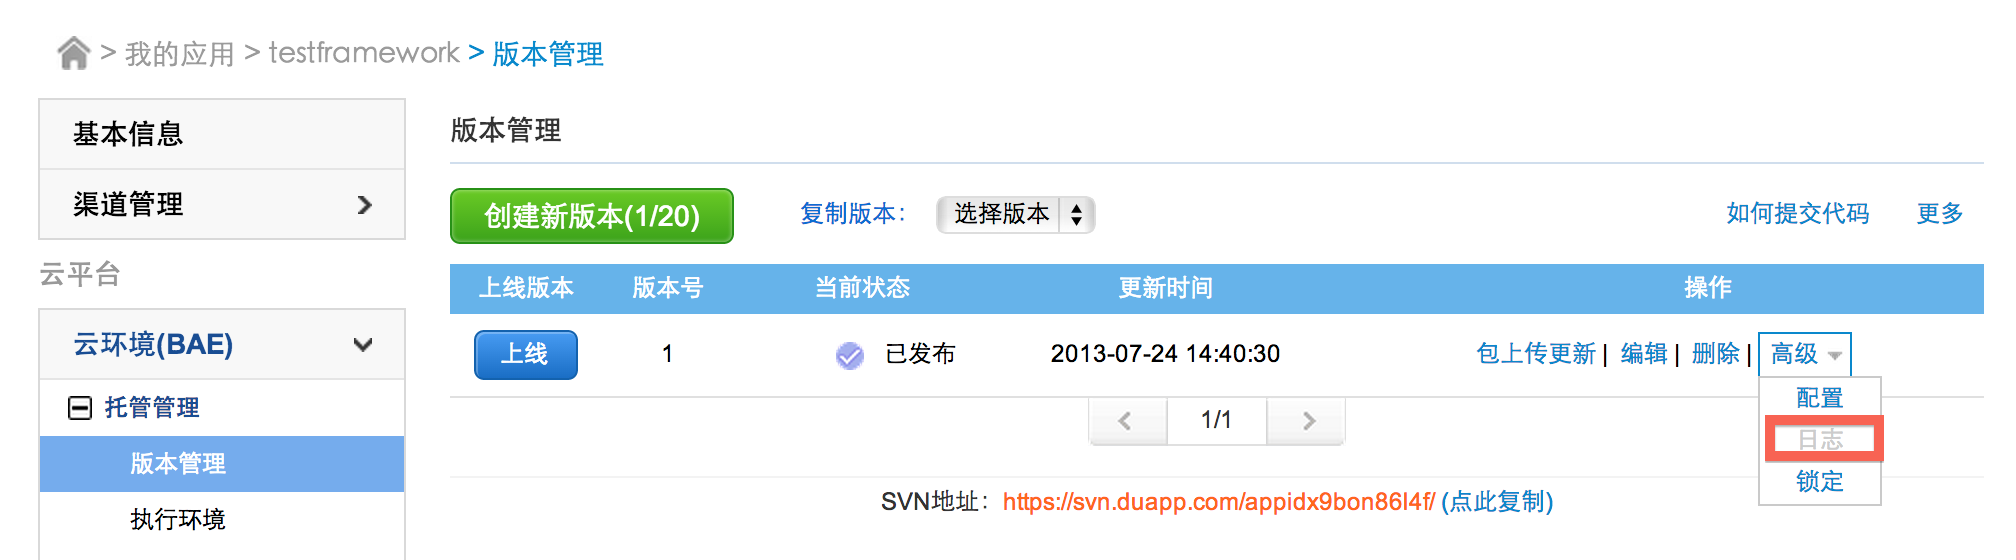 > 我的应用 > testframework > 版本管理
基本信息
渠道管理
云平台
云环境(BAE)
托管管理
版本管理
执行环境
版本管理
创建新版本(1/20)
复制版本： 选择版本
如何提交代码 更多
上线版本 版本号 当前状态 更新时间 操作
上线 1 已发布 2013-07-24 14:40:30 包上传更新 | 编辑 | 删除 | 高级
配置
日志
锁定
1/1
SVN地址：https://svn.duapp.com/appidx9bon86l4f/ (点此复制)